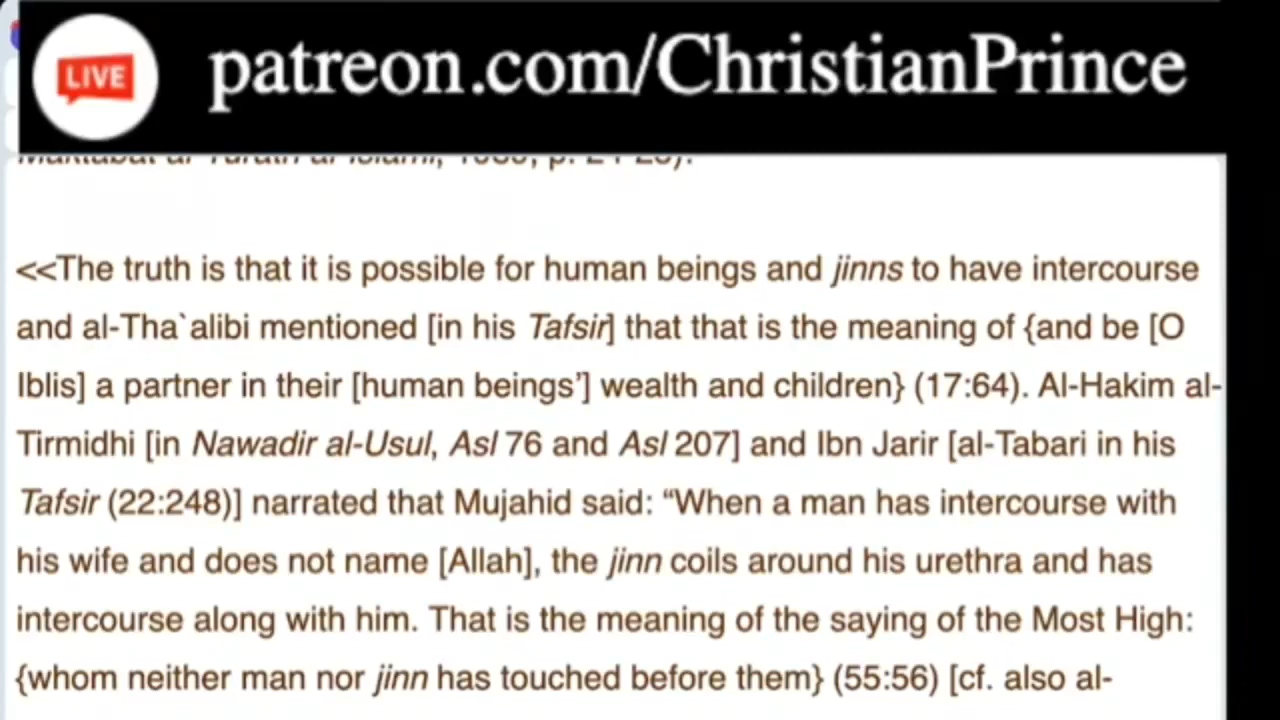 LIVE
patreon.com/ChristianPrince
<<The truth is that it is possible for human beings and jinns to have intercourse
and al-Tha`alibi mentioned [in his Tafsir] that that is the meaning of {and be [O
Iblis] a partner in their [human beings’] wealth and children} (17:64). Al-Hakim al-
Tirmidhi [in Nawadir al-Usul, Asl 76 and Asl 207] and Ibn Jarir [al-Tabari in his
Tafsir (22:248)] narrated that Mujahid said: “When a man has intercourse with
his wife and does not name [Allah], the jinn coils around his urethra and has
intercourse along with him. That is the meaning of the saying of the Most High:
{whom neither man nor jinn has touched before them} (55:56) [cf. also al-